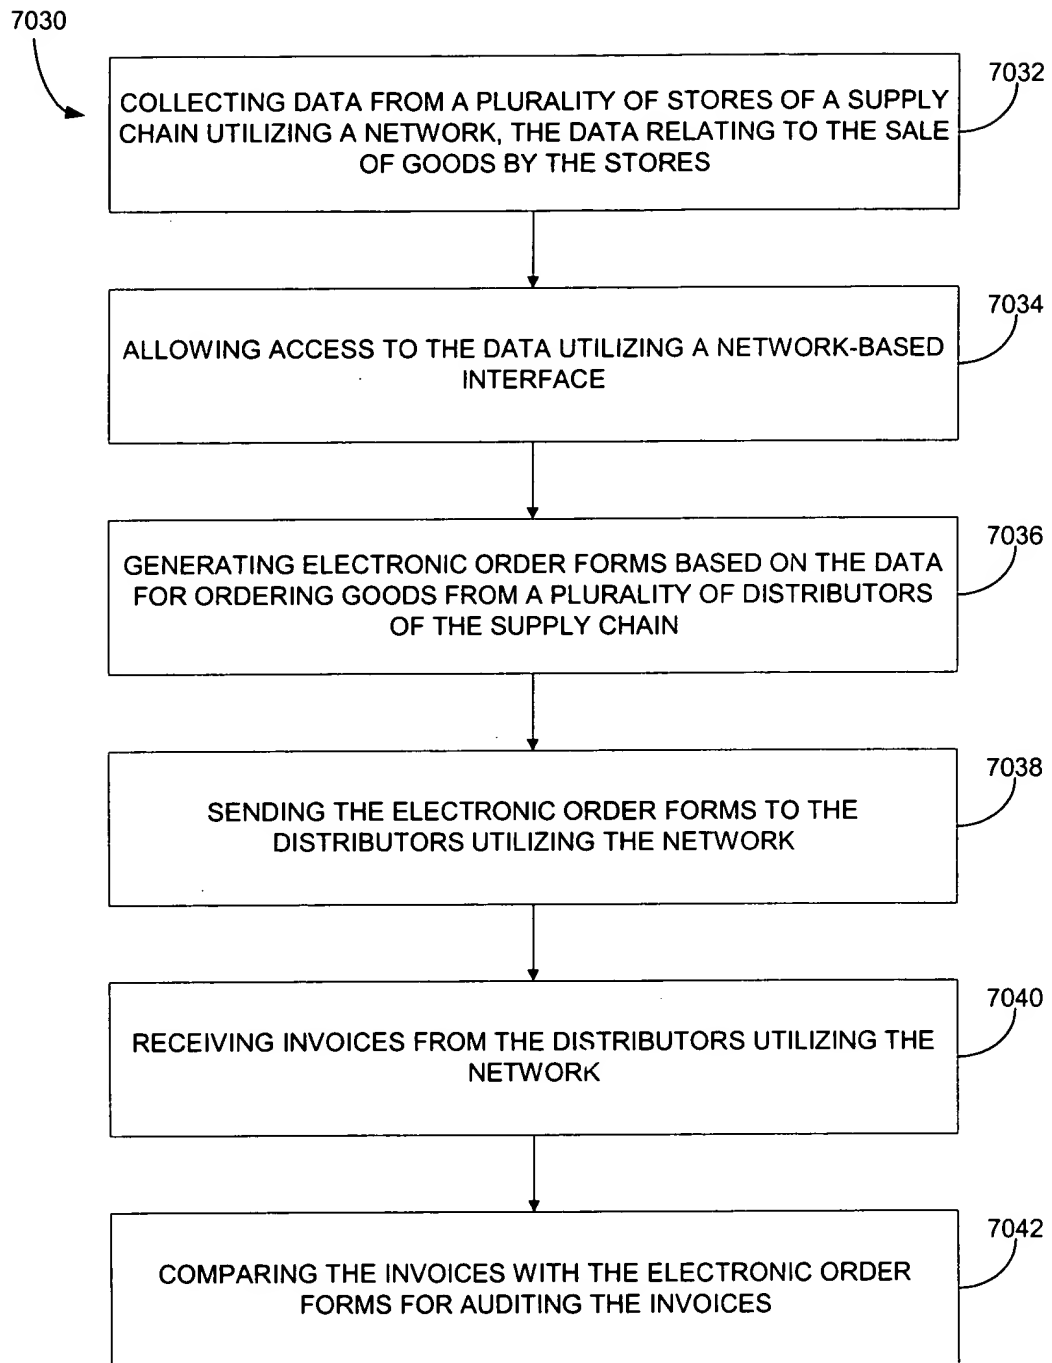 7030
7032
COLLECTING DATA FROM A PLURALITY OF STORES OF A SUPPLY
CHAIN UTILIZING A NETWORK, THE DATA RELATING TO THE SALE
OF GOODS BY THE STORES
7034
ALLOWING ACCESS TO THE DATA UTILIZING A NETWORK-BASED
INTERFACE
7036
GENERATING ELECTRONIC ORDER FORMS BASED ON THE DATA
FOR ORDERING GOODS FROM A PLURALITY OF DISTRIBUTORS
OF THE SUPPLY CHAIN
7038
SENDING THE ELECTRONIC ORDER FORMS TO THE
DISTRIBUTORS UTILIZING THE NETWORK
7040
RECEIVING INVOICES FROM THE DISTRIBUTORS UTILIZING THE
NETWORK
7042
COMPARING THE INVOICES WITH THE ELECTRONIC ORDER
FORMS FOR AUDITING THE INVOICES